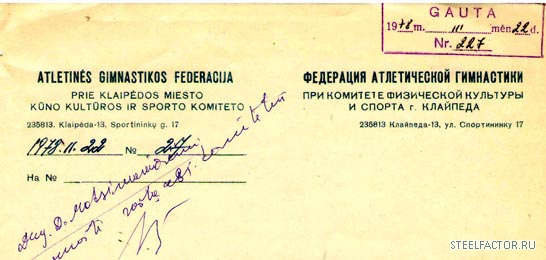 GAUTA
1978 m. III mėn 22 d.
Nr. 227
ATLETINĖS GIMNASTIKOS FEDERACIJA
PRIE KLAIPĖDOS MIESTO
KŪNO KULTŪROS IR SPORTO KOMITETO
235813, Klaipėda-13, Sportininkų g. 17
1978.11.22 № 27
На №
ФЕДЕРАЦИЯ АТЛЕТИЧЕСКОЙ ГИМНАСТИКИ
ПРИ КОМИТЕТЕ ФИЗИЧЕСКОЙ КУЛЬТУРЫ
И СПОРТА г. КЛАЙПЕДА
235813 Клайпеда-13, ул. Спортининку 17
Drg. D.
STEELFACTOR.RU